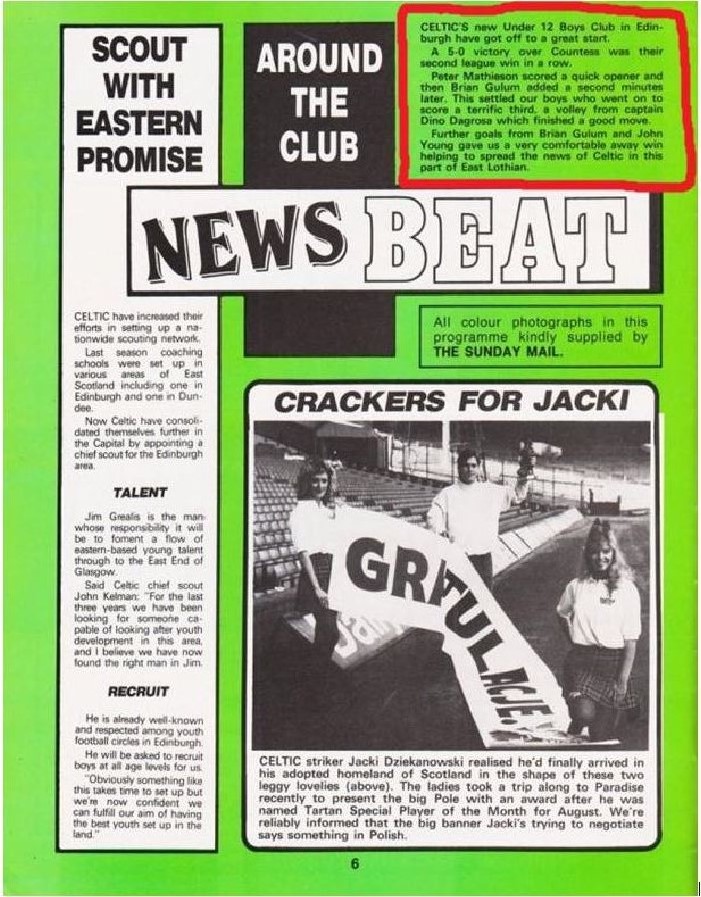 SCOUT
WITH
EASTERN
PROMISE
AROUND
THE
CLUB
CELTIC'S new Under 12 Boys Club in Edin-
burgh have got off to a great start.
A 5-0 victory over Countess was their
second league win in a row.
Peter Mathieson scored a quick opener and
then Brian Gulum added a second minutes
later. This settled our boys who went on to
score a terrific third, a volley from captain
Dino Dagrosa which finished a good move.
Further goals from Brian Gulum and John
Young gave us a very comfortable away win
helping to spread the news of Celtic in this
part of East Lothian.
NEWS BEAT
CELTIC have increased their
efforts in setting up a na-
tionwide scouting network.
Last season coaching
schools were set up in
various areas of East
Scotland including one in
Edinburgh and one in Dun-
dee.
Now Celtic have consoli-
dated themselves further in
the Capital by appointing a
chief scout for the Edinburgh
area.
TALENT
Jim Grealis is the man
whose responsibility it will
be to foment a flow of
eastern-based young talent
through to the East End of
Glasgow.
Said Celtic chief scout
John Kelman: "For the last
three years we have been
looking for someone ca-
pable of looking after youth
development in this area,
and I believe we have now
found the right man in Jim.
RECRUIT
He is already well-known
and respected among youth
football circles in Edinburgh.
He will be asked to recruit
boys at all age levels for us.
"Obviously something like
this takes time to set up but
we're now confident we
can fulfill our aim of having
the best youth set up in the
land."
All colour photographs in this
programme kindly supplied by
THE SUNDAY MAIL.
CRACKERS FOR JACKI
GRATULACJE!
CELTIC striker Jacki Dziekanowski realised he'd finally arrived in
his adopted homeland of Scotland in the shape of these two
leggy lovelies (above). The ladies took a trip along to Paradise
recently to present the big Pole with an award after he was
named Tartan Special Player of the Month for August. We're
reliably informed that the big banner Jacki's trying to negotiate
says something in Polish.
6